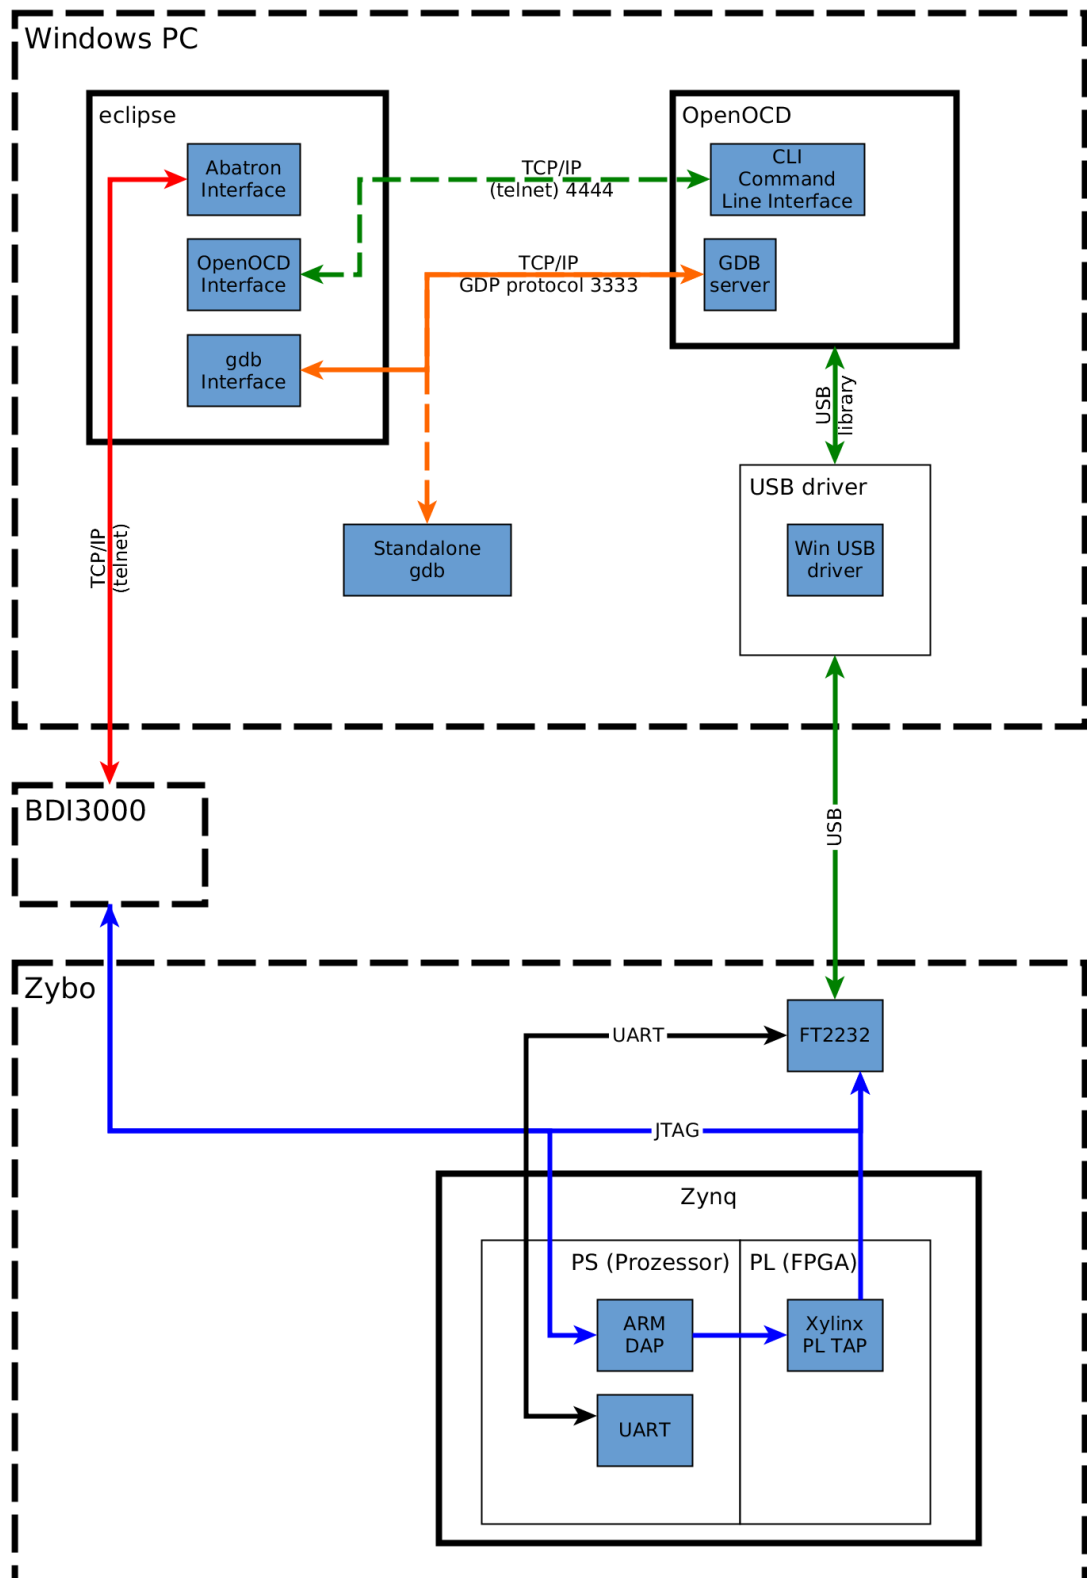 Windows PC
eclipse
Abatron
Interface
OpenOCD
Interface
gdb
Interface
TCP/IP
(telnet) 4444
TCP/IP
GDP protocol 3333
OpenOCD
CLI
Command
Line Interface
GDB
server
USB
library
USB driver
Win USB
driver
Standalone
gdb
TCP/IP
(telnet)
BDI3000
USB
Zybo
FT2232
UART
JTAG
Zynq
PS (Prozessor)
PL (FPGA)
ARM
DAP
Xylinx
PL TAP
UART